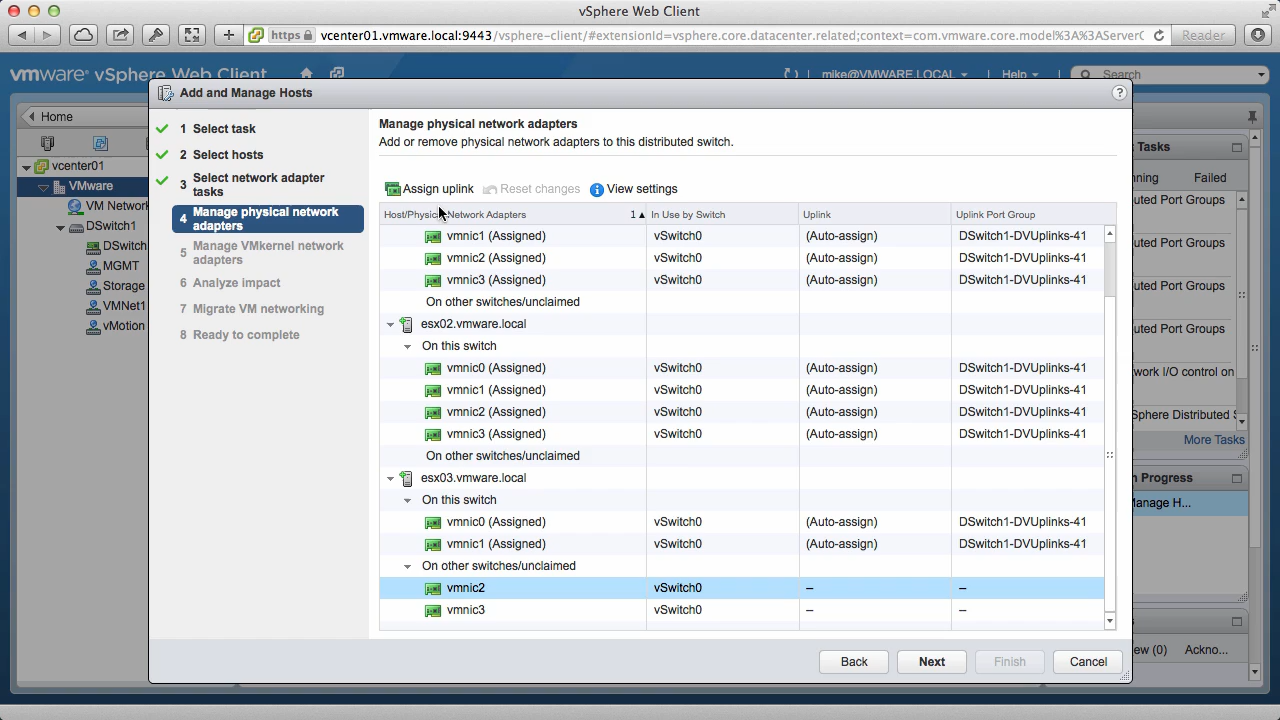 vSphere Web Client
https vcenter01.vmware.local:9443/vsphere-client/#extensionId=vsphere.core.datacenter.related;context=com.vmware.core.model%3A%3AServerO Reader
vmware® vSphere Web Client mike@VMWARE.LOCAL Help Search
Add and Manage Hosts
Home
vcenter01
VMware
VM Network
DSwitch1
DSwitch
MGMT
Storage
VMNet1
vMotion
1 Select task
2 Select hosts
3 Select network adapter
tasks
4 Manage physical network
adapters
5 Manage VMkernel network
adapters
6 Analyze impact
7 Migrate VM networking
8 Ready to complete
Manage physical network adapters
Add or remove physical network adapters to this distributed switch.
Assign uplink Reset changes View settings
Host/Physical Network Adapters 1 In Use by Switch Uplink Uplink Port Group
vmnic1 (Assigned) vSwitch0 (Auto-assign) DSwitch1-DVUplinks-41
vmnic2 (Assigned) vSwitch0 (Auto-assign) DSwitch1-DVUplinks-41
vmnic3 (Assigned) vSwitch0 (Auto-assign) DSwitch1-DVUplinks-41
On other switches/unclaimed
esx02.vmware.local
On this switch
vmnic0 (Assigned) vSwitch0 (Auto-assign) DSwitch1-DVUplinks-41
vmnic1 (Assigned) vSwitch0 (Auto-assign) DSwitch1-DVUplinks-41
vmnic2 (Assigned) vSwitch0 (Auto-assign) DSwitch1-DVUplinks-41
vmnic3 (Assigned) vSwitch0 (Auto-assign) DSwitch1-DVUplinks-41
On other switches/unclaimed
esx03.vmware.local
On this switch
vmnic0 (Assigned) vSwitch0 (Auto-assign) DSwitch1-DVUplinks-41
vmnic1 (Assigned) vSwitch0 (Auto-assign) DSwitch1-DVUplinks-41
On other switches/unclaimed
vmnic2 vSwitch0 – –
vmnic3 vSwitch0 – –
Back Next Finish Cancel
Tasks
nning Failed
uted Port Groups
uted Port Groups
uted Port Groups
uted Port Groups
twork I/O control on
Sphere Distributed S
More Tasks
n Progress
Manage H...
ew (0) Ackno...